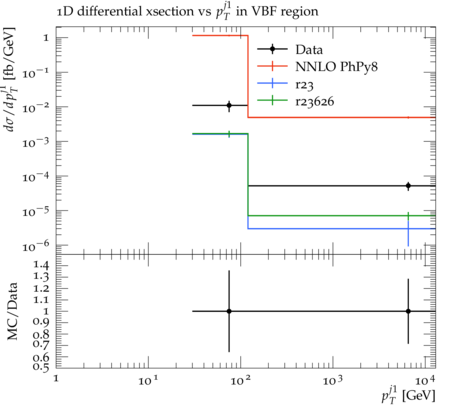 1D differential xsection vs p_T^{j1} in VBF region
dσ/dp_T^{j1} [fb/GeV]
1
10^−1
10^−2
10^−3
10^−4
10^−5
10^−6
Data
NNLO PhPy8
r23
r23626
MC/Data
1.4
1.3
1.2
1.1
1
0.9
0.8
0.7
0.6
0.5
1 10^1 10^2 10^3 10^4
p_T^{j1} [GeV]